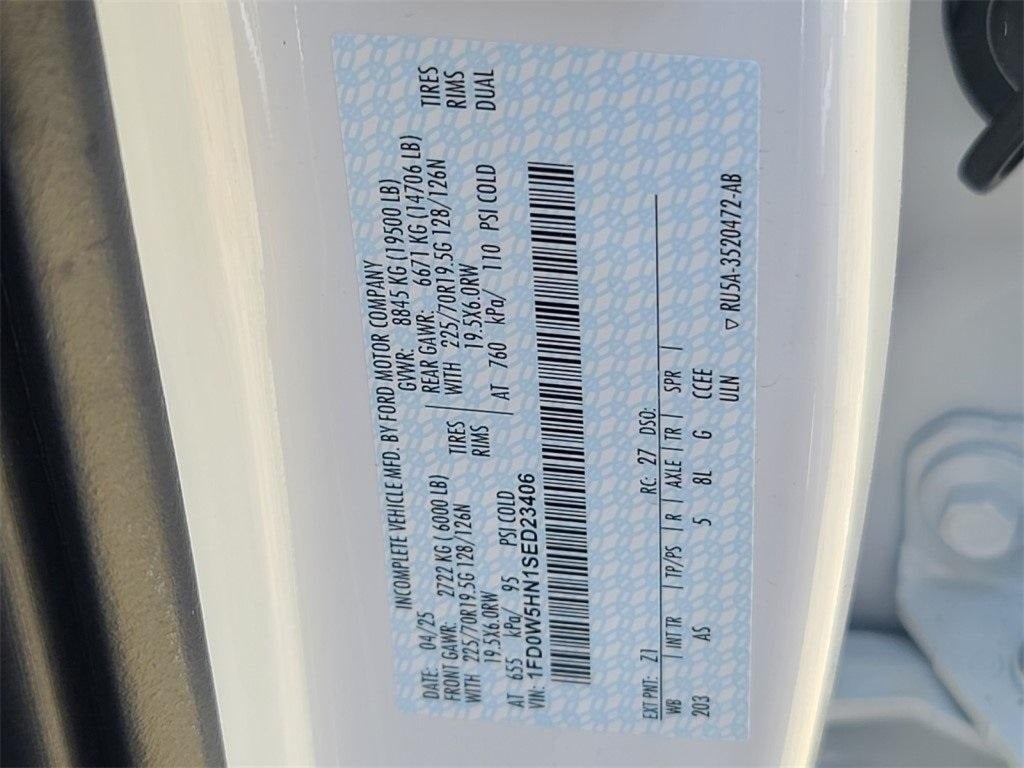 INCOMPLETE VEHICLE MFD. BY FORD MOTOR COMPANY
DATE: 04/25 GVWR: 8845 KG (19500 LB)
FRONT GAWR: 2722 KG (6000 LB) REAR GAWR: 6671 KG (14706 LB)
WITH 225/70R19.5G 128/126N TIRES WITH 225/70R19.5G 128/126N TIRES
19.5X6.0RW RIMS 19.5X6.0RW RIMS
AT 655 kPa/ 95 PSI COLD AT 760 kPa/ 110 PSI COLD DUAL
VIN: 1FD0W5HN1SED23406
EXT PNT: Z1 RC: 27 DSO:
WB INT TR TP/PS R AXLE TR SPR
203 AS 5 8L G CCEE
ULN ▽ RU5A-3520472-AB